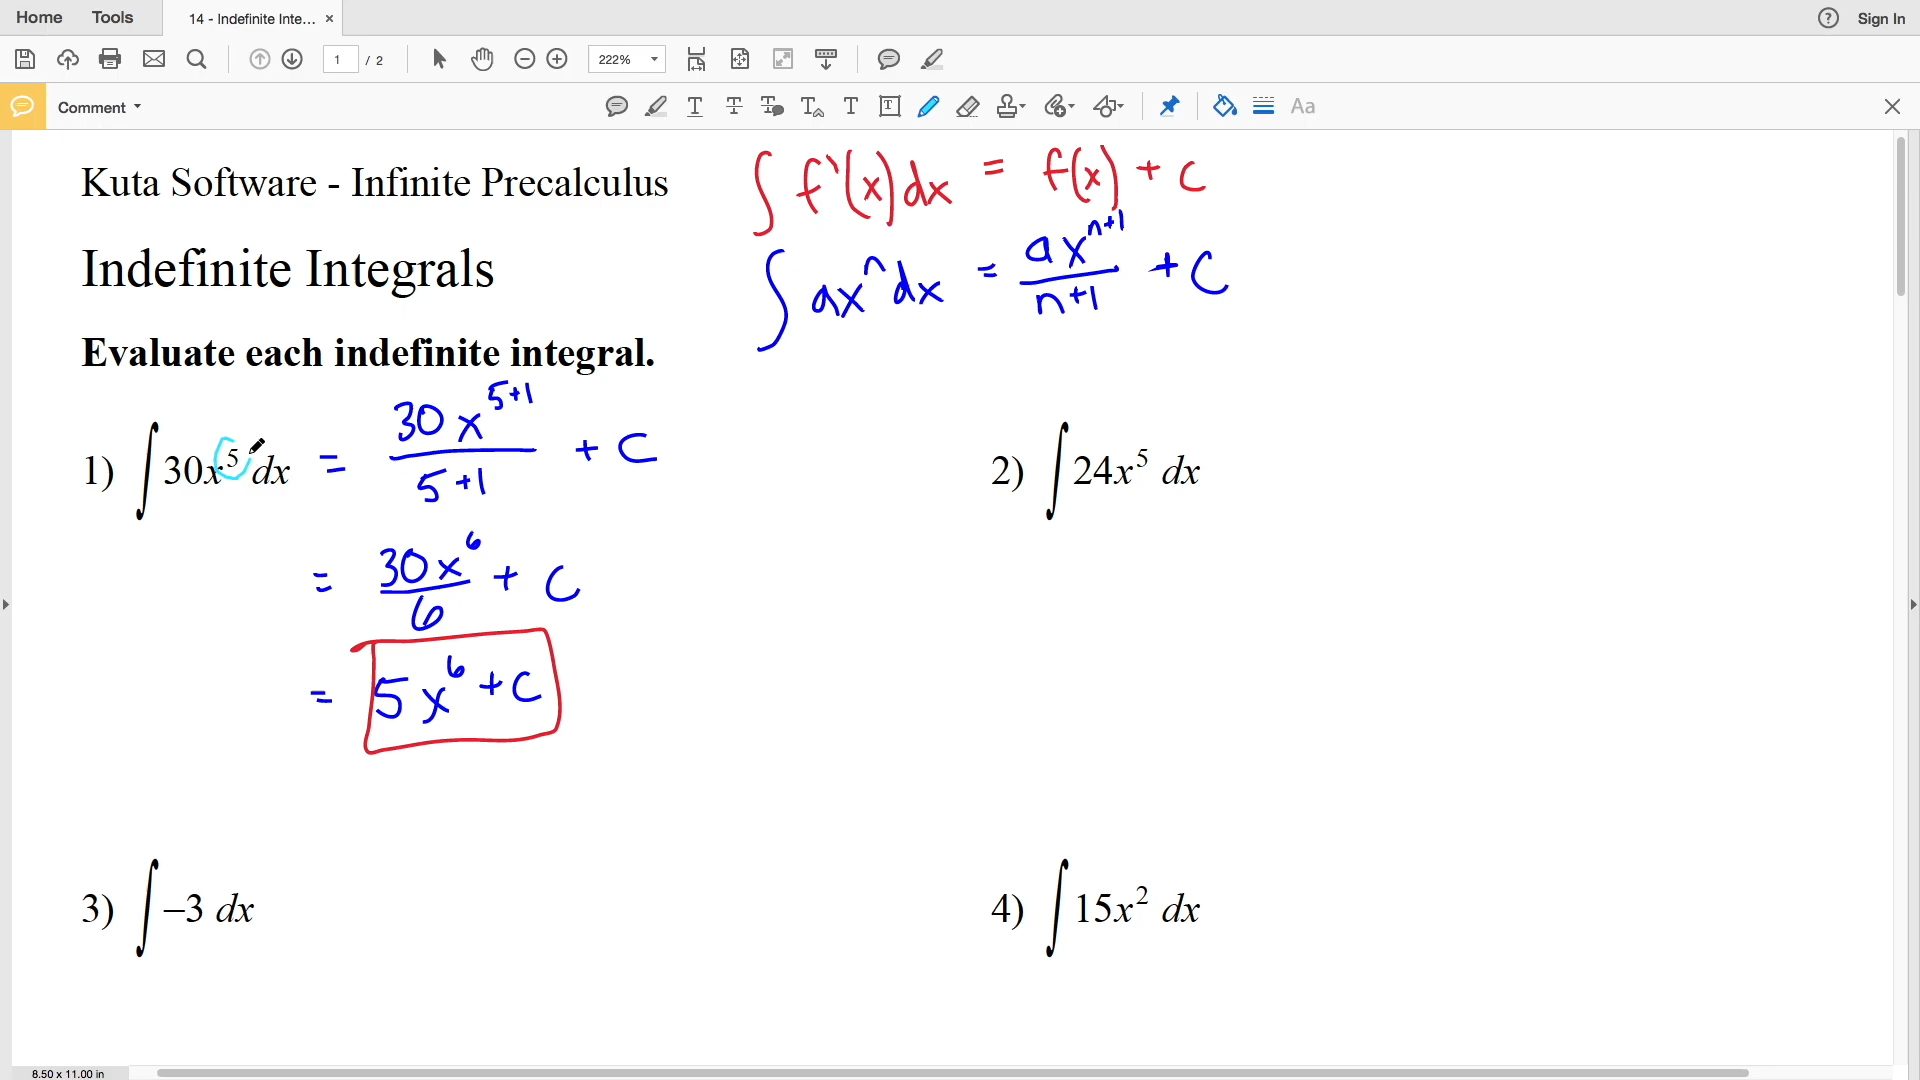 Home Tools 14 - Indefinite Inte... × ? Sign In
1 / 2 222%
Comment Aa
Kuta Software - Infinite Precalculus
∫ f'(x) dx = f(x) + c
Indefinite Integrals
∫ ax^n dx = ax^(n+1)/(n+1) + C
Evaluate each indefinite integral.
1) ∫ 30x^5 dx = 30x^(5+1)/(5+1) + C
= 30x^6/6 + C
= 5x^6 + C
2) ∫ 24x^5 dx
3) ∫ –3 dx
4) ∫ 15x^2 dx
8.50 x 11.00 in